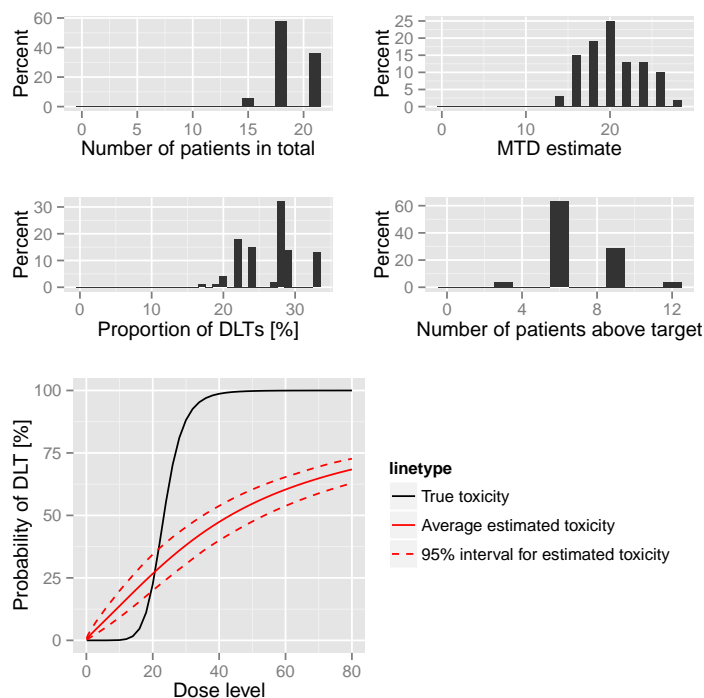 60
40
20
0
Percent
0 5 10 15 20
Number of patients in total
25
20
15
10
5
0
Percent
0 10 20
MTD estimate
30
20
10
0
Percent
0 10 20 30
Proportion of DLTs [%]
60
40
20
0
Percent
0 4 8 12
Number of patients above target
100
75
50
25
0
Probability of DLT [%]
0 20 40 60 80
Dose level
linetype
True toxicity
Average estimated toxicity
95% interval for estimated toxicity